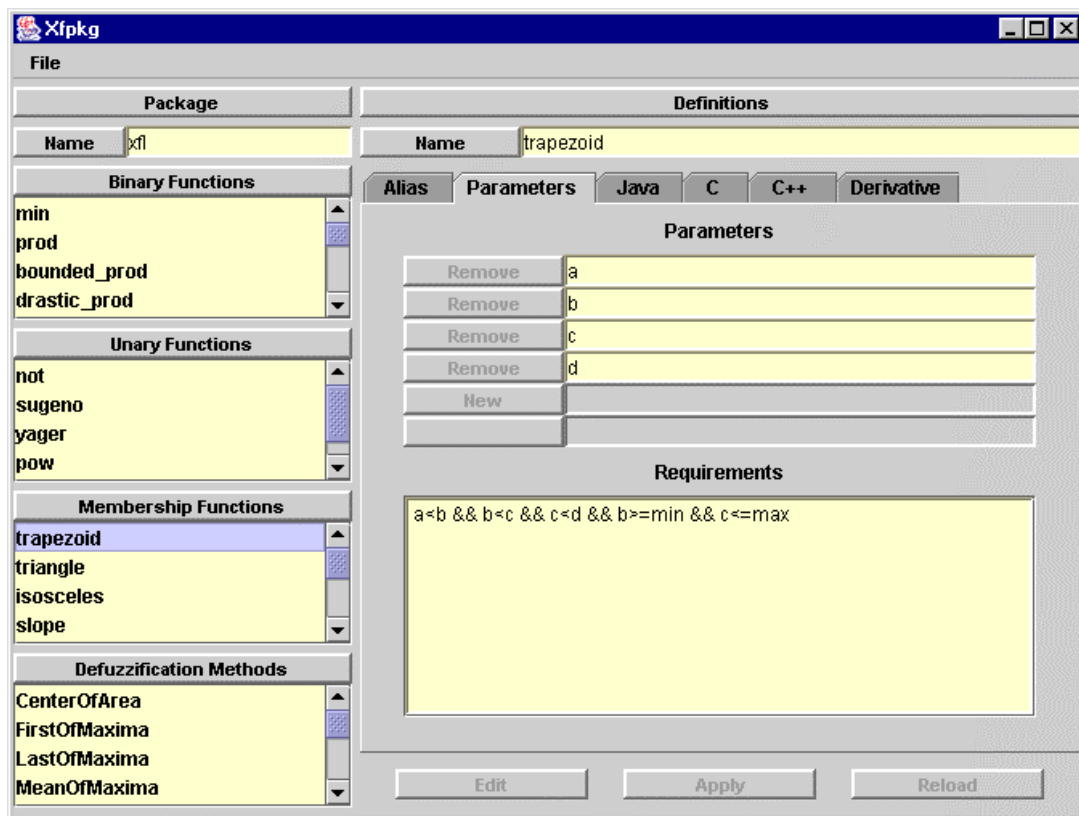 Xfpkg
File
Package
Name xfl
Binary Functions
min
prod
bounded_prod
drastic_prod
Unary Functions
not
sugeno
yager
pow
Membership Functions
trapezoid
triangle
isosceles
slope
Defuzzification Methods
CenterOfArea
FirstOfMaxima
LastOfMaxima
MeanOfMaxima
Definitions
Name trapezoid
Alias Parameters Java C C++ Derivative
Parameters
Remove a
Remove b
Remove c
Remove d
New
Requirements
a<b && b<c && c<d && b>=min && c<=max
Edit Apply Reload